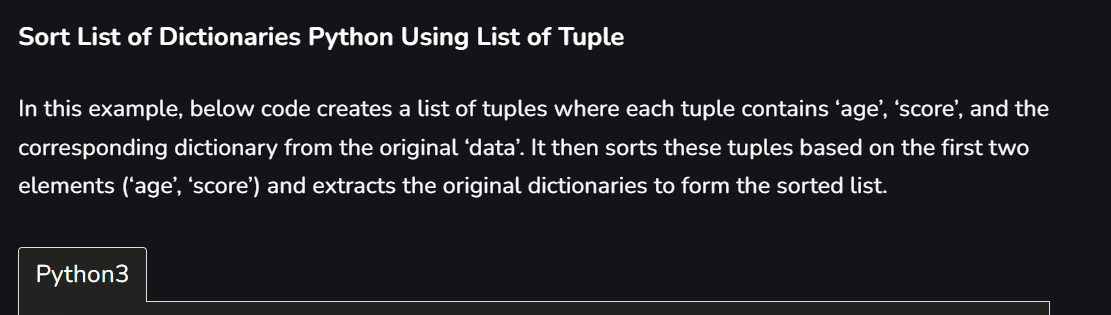 Sort List of Dictionaries Python Using List of Tuple
In this example, below code creates a list of tuples where each tuple contains ‘age’, ‘score’, and the
corresponding dictionary from the original ‘data’. It then sorts these tuples based on the first two
elements (‘age’, ‘score’) and extracts the original dictionaries to form the sorted list.
Python3